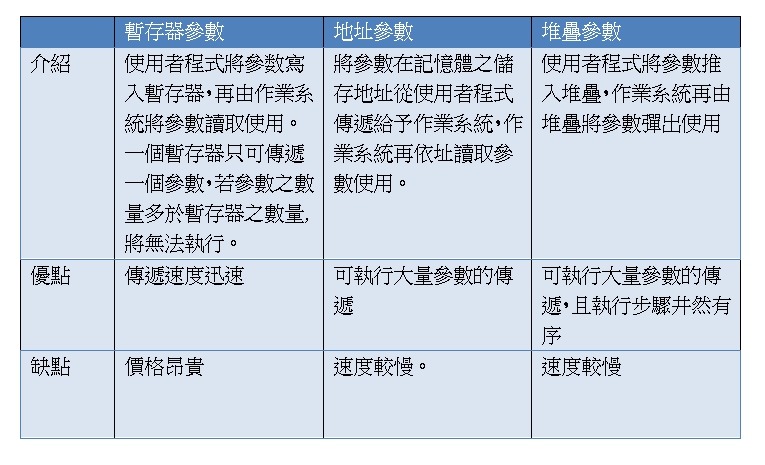 暫存器參數
地址參數
堆疊參數
介紹
使用者程式將參数寫
入暫存器，再由作業系
統將參數讀取使用。
一個暫存器只可傳遞
一個參數，若參數之數
量多於暫存器之數量,
將無法執行。
將參數在記憶體之儲
存地址從使用者程式
傳遞給予作業系統，作
業系統再依址讀取參
數使用。
使用者程式將參數推
入堆疊，作業系統再由
堆疊將參數彈出使用
優點
傳遞速度迅速
可執行大量參數的傳
遞
可執行大量參數的傳
遞，且執行步驟井然有
序
缺點
價格昂貴
速度較慢。
速度較慢